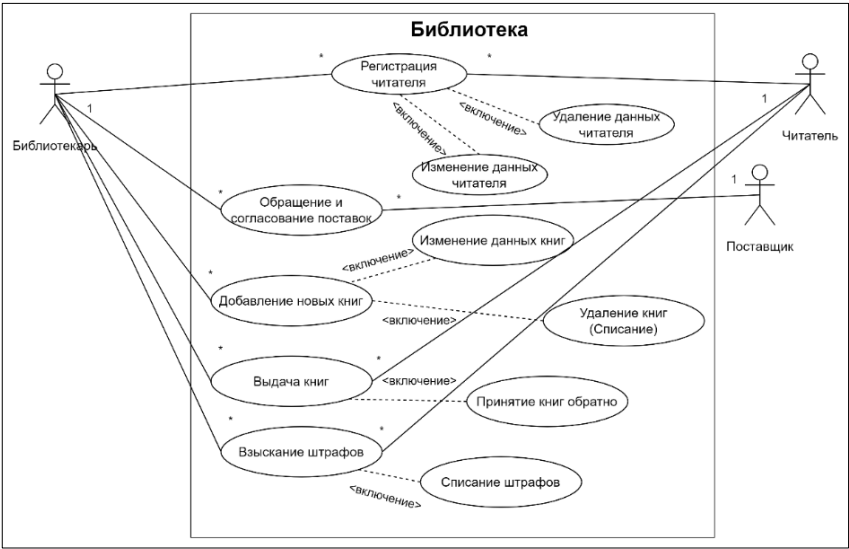 Библиотека
*
Регистрация
читателя
*
1
Библиотекарь
<включение>
<включение>
Удаление данных
читателя
1
Читатель
Изменение данных
читателя
*
Обращение и
согласование поставок
*
1
Поставщик
Изменение данных книг
<включение>
*
Добавление новых книг
<включение>
Удаление книг
(Списание)
*
Выдача книг
*
<включение>
Принятие книг обратно
*
Взыскание штрафов
*
<включение>
Списание штрафов